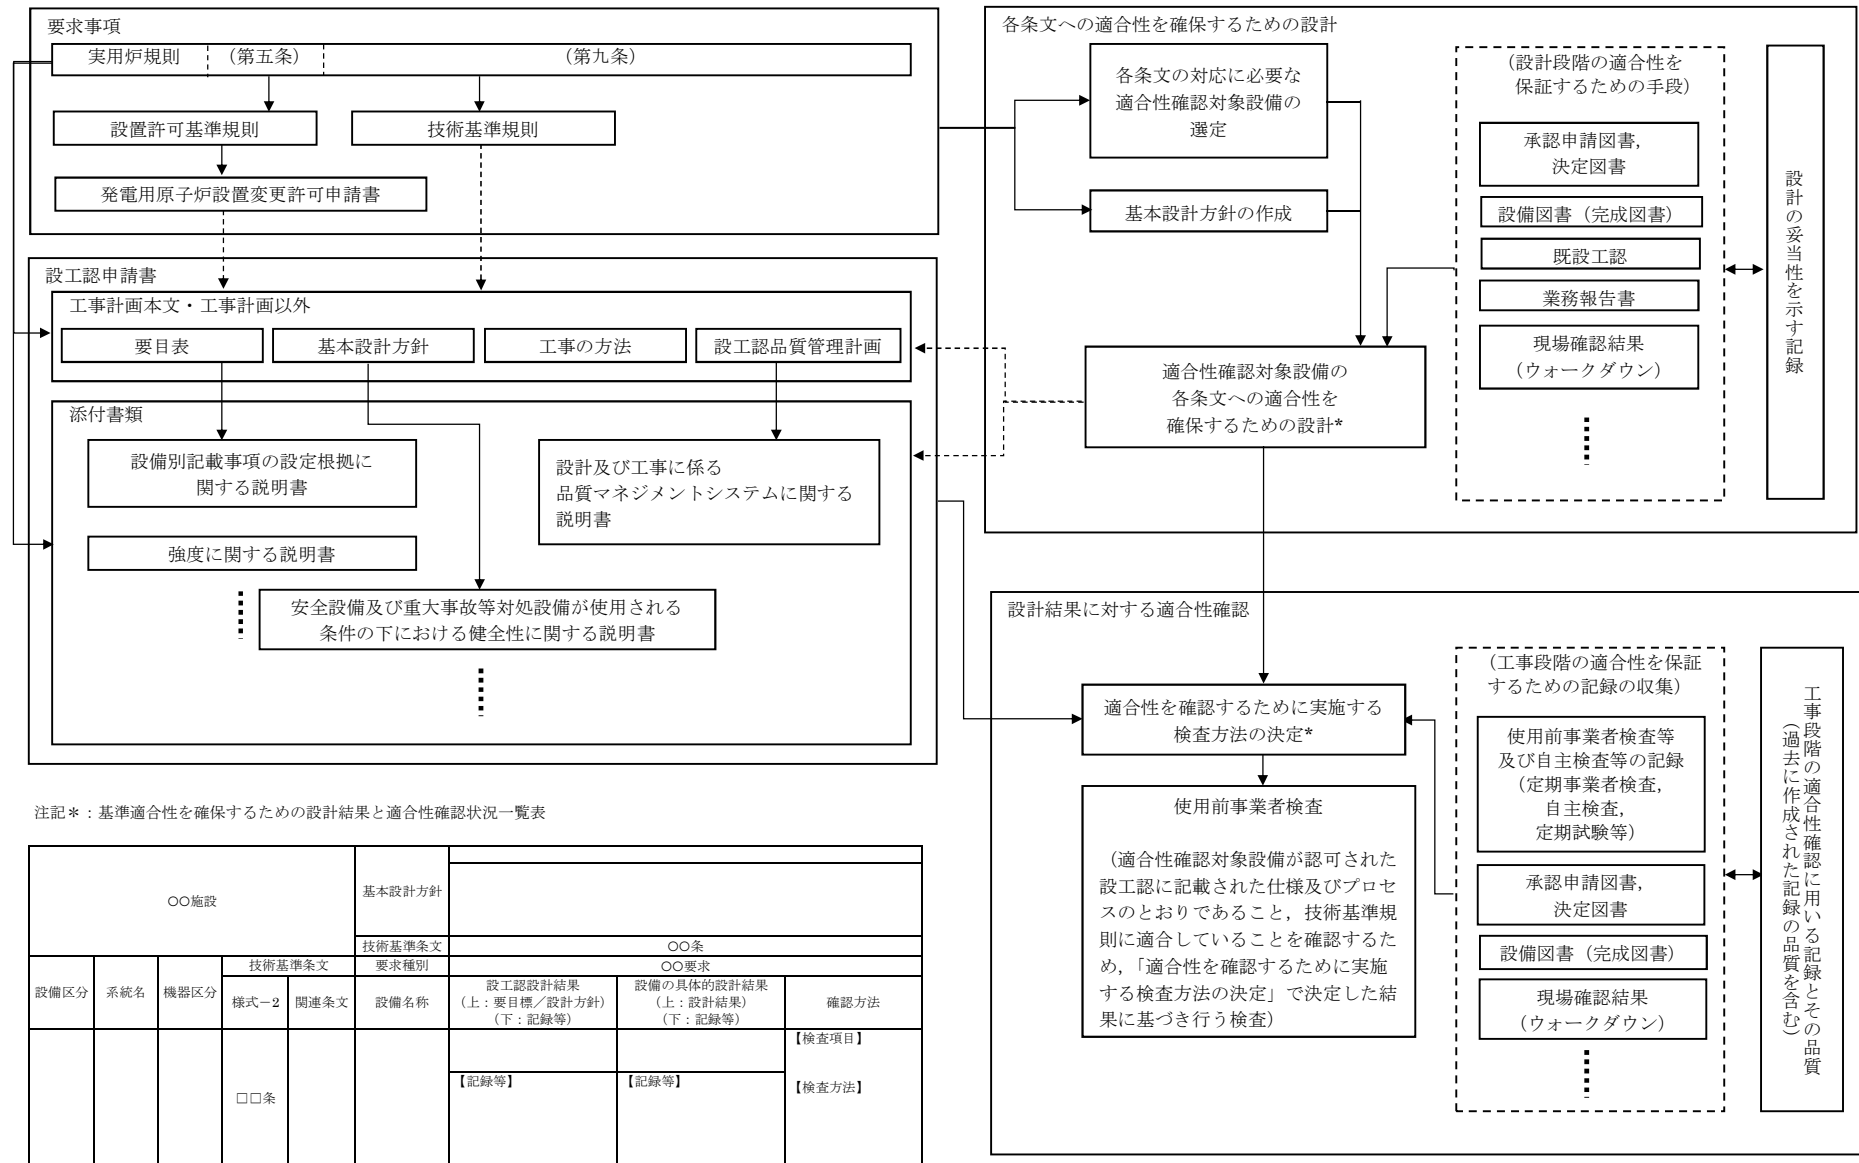 要求事項
実用炉規則
(第五条)
(第九条)
設置許可基準規則
技術基準規則
発電用原子炉設置変更許可申請書
設工認申請書
工事計画本文・工事計画以外
要目表
基本設計方針
工事の方法
設工認品質管理計画
添付書類
設備別記載事項の設定根拠に
関する説明書
設計及び工事に係る
品質マネジメントシステムに関する
説明書
強度に関する説明書
安全設備及び重大事故等対処設備が使用される
条件の下における健全性に関する説明書
各条文への適合性を確保するための設計
各条文の対応に必要な
適合性確認対象設備の
選定
基本設計方針の作成
適合性確認対象設備の
各条文への適合性を
確保するための設計*
(設計段階の適合性を
保証するための手段)
承認申請図書,
決定図書
設備図書(完成図書)
既設工認
業務報告書
現場確認結果
(ウォークダウン)
設計の妥当性を示す記録
設計結果に対する適合性確認
適合性を確認するために実施する
検査方法の決定*
使用前事業者検査
(適合性確認対象設備が認可された
設工認に記載された仕様及びプロセ
スのとおりであること,技術基準規
則に適合していることを確認するた
め,「適合性を確認するために実施
する検査方法の決定」で決定した結
果に基づき行う検査)
(工事段階の適合性を保証
するための記録の収集)
使用前事業者検査等
及び自主検査等の記録
(定期事業者検査,
自主検査,
定期試験等)
承認申請図書,
決定図書
設備図書(完成図書)
現場確認結果
(ウォークダウン)
工事段階の適合性確認に用いる記録とその品質
(過去に作成された記録の品質を含む)
注記*:基準適合性を確保するための設計結果と適合性確認状況一覧表
○○施設
基本設計方針
技術基準条文
○○条
技術基準条文
要求種別
○○要求
設備区分
系統名
機器区分
様式-2
関連条文
設備名称
設工認設計結果
(上:要目標/設計方針)
(下:記録等)
設備の具体的設計結果
(上:設計結果)
(下:記録等)
確認方法
□□条
【記録等】
【記録等】
【検査項目】
【検査方法】